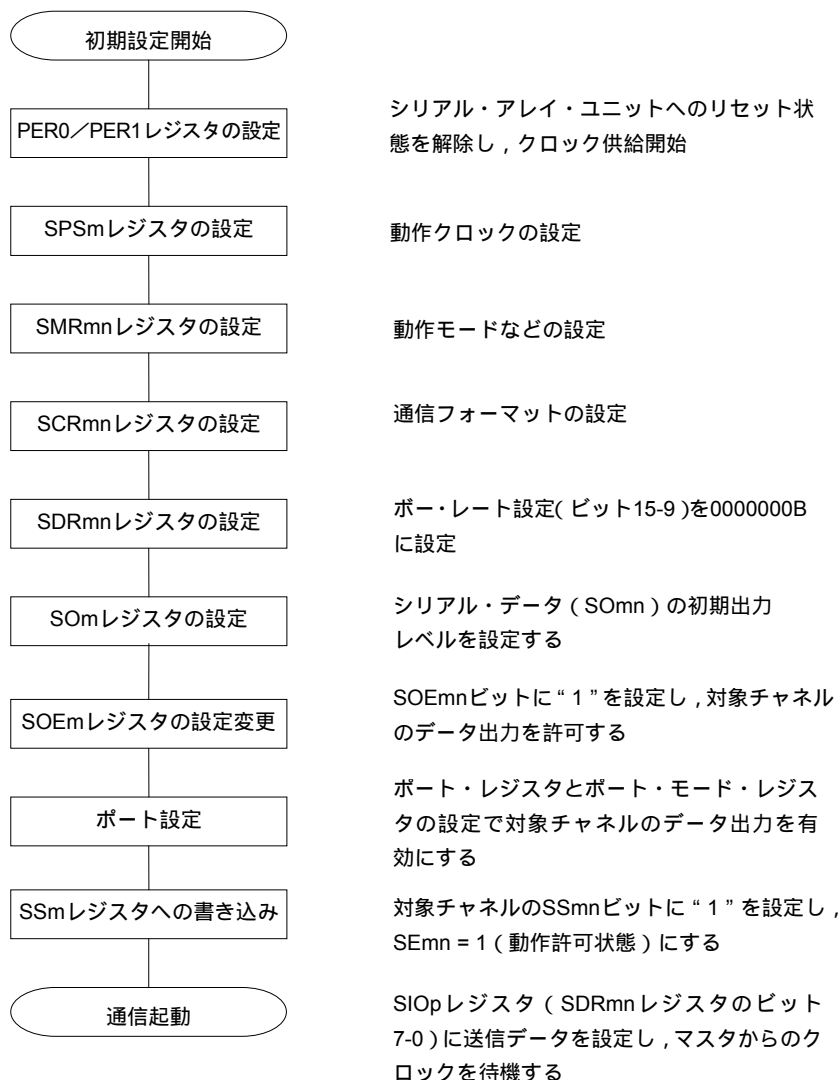 初期設定開始
PER0／PER1レジスタの設定
シリアル・アレイ・ユニットへのリセット状
態を解除し，クロック供給開始
SPSmレジスタの設定
動作クロックの設定
SMRmnレジスタの設定
動作モードなどの設定
SCRmnレジスタの設定
通信フォーマットの設定
SDRmnレジスタの設定
ボー・レート設定（ビット15-9）を0000000B
に設定
SOmレジスタの設定
シリアル・データ（SOmn）の初期出力
レベルを設定する
SOEmレジスタの設定変更
SOEmnビットに“1”を設定し，対象チャネル
のデータ出力を許可する
ポート設定
ポート・レジスタとポート・モード・レジス
タの設定で対象チャネルのデータ出力を有
効にする
SSmレジスタへの書き込み
対象チャネルのSSmnビットに“1”を設定し，
SEmn = 1（動作許可状態）にする
通信起動
SIOpレジスタ（SDRmnレジスタのビット
7-0）に送信データを設定し，マスタからのク
ロックを待機する